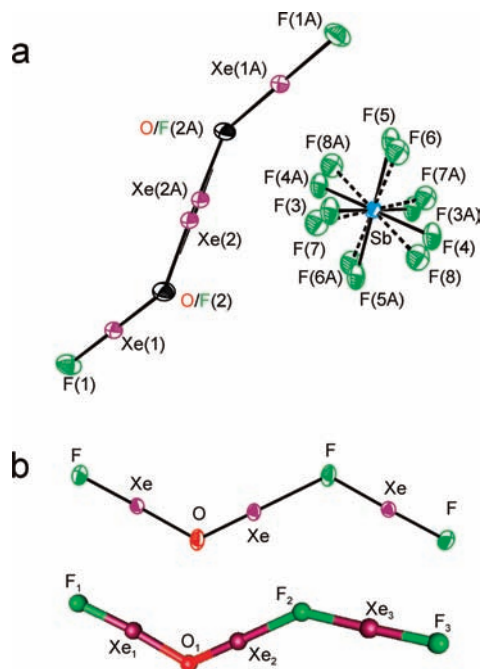 a
F(1A)
Xe(1A)
O/F(2A)
Xe(2A)
Xe(2)
O/F(2)
Xe(1)
F(1)
F(5)
F(6)
F(8A)
F(4A)
F(7A)
F(3)
F(3A)
F(7)
Sb
F(4)
F(8)
F(6A)
F(5A)
b
F
Xe
O
Xe
F
Xe
F
F1
Xe1
O1
Xe2
F2
Xe3
F3